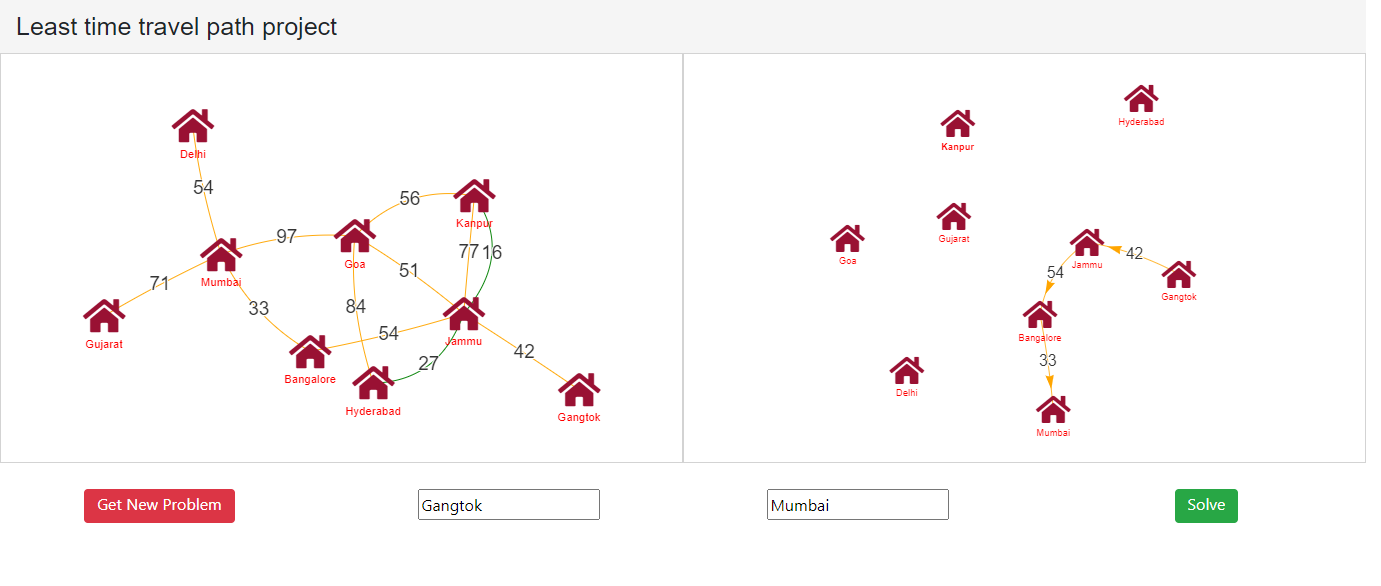 Least time travel path project
Delhi
54
56
Kanpur
97
Goa
77
16
Mumbai
51
71
33
84
54
Jammu
Gujarat
Bangalore
27
42
Hyderabad
Gangtok
Hyderabad
Kanpur
Gujarat
Goa
Jammu
42
54
Gangtok
Bangalore
33
Delhi
Mumbai
Get New Problem
Gangtok
Mumbai
Solve